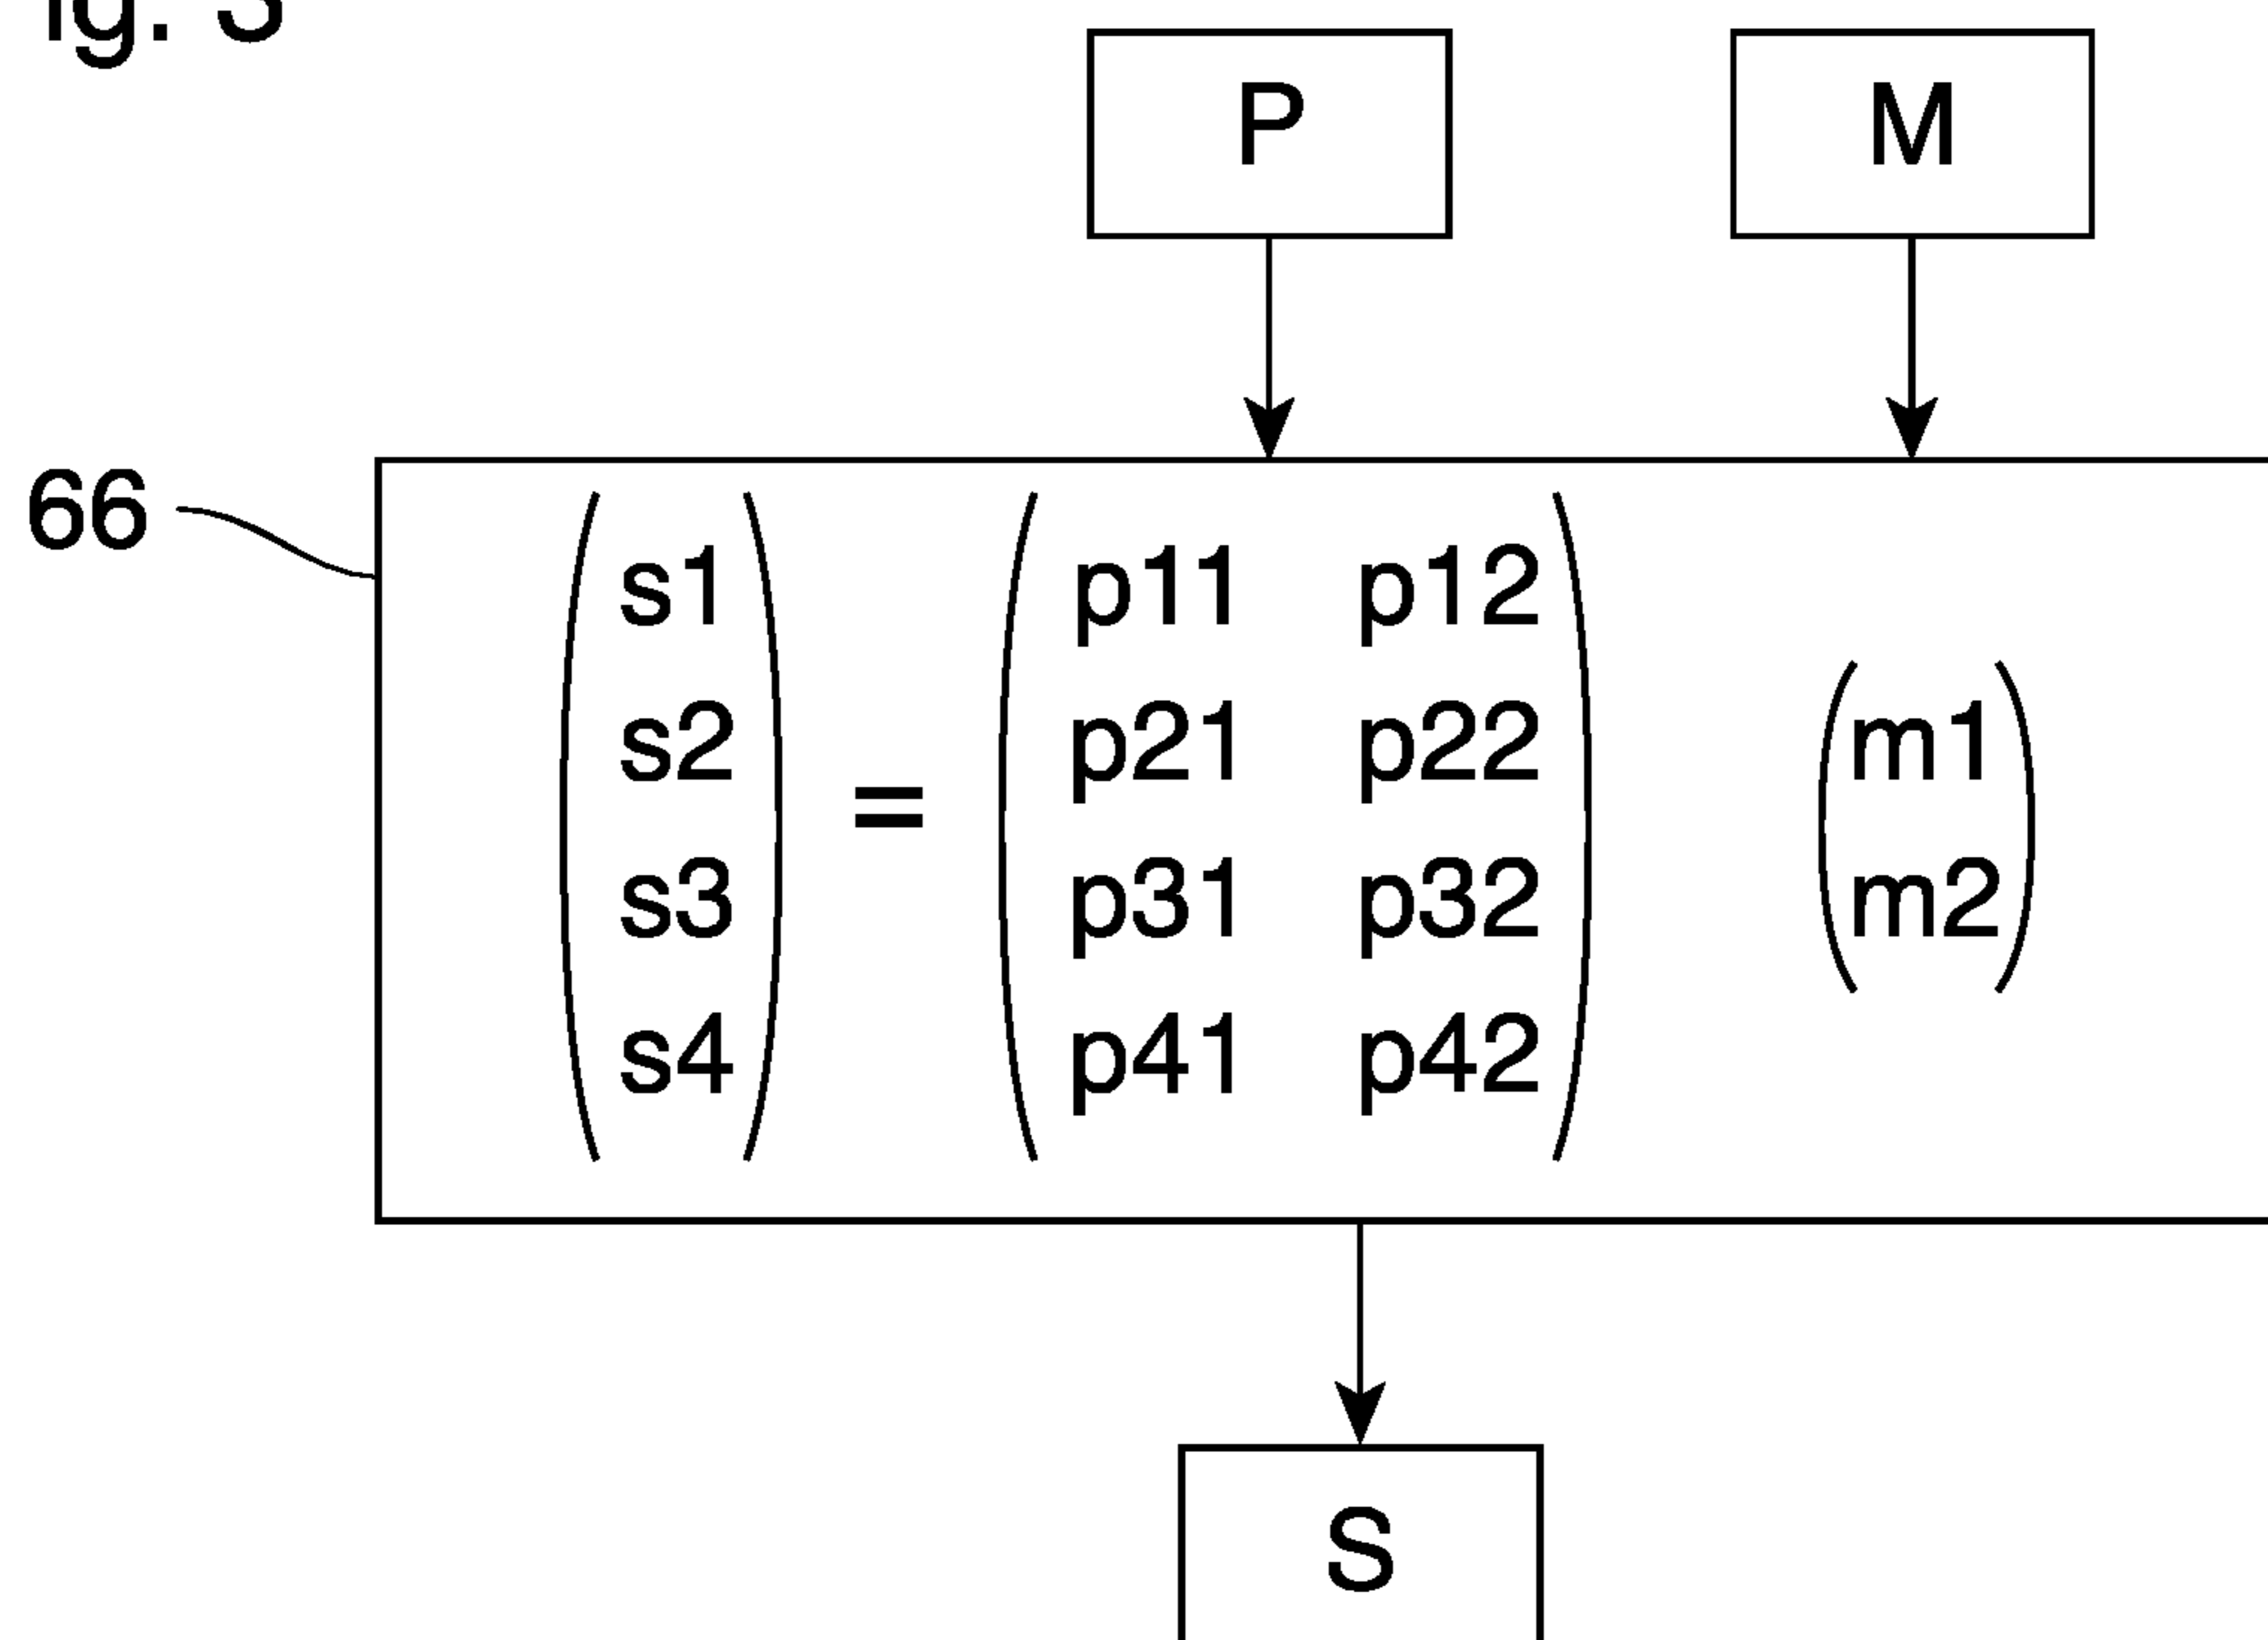 ig. 3
P M
66
s1 p11 p12
s2 p21 p22 m1
=
s3 p31 p32 m2
s4 p41 p42
S